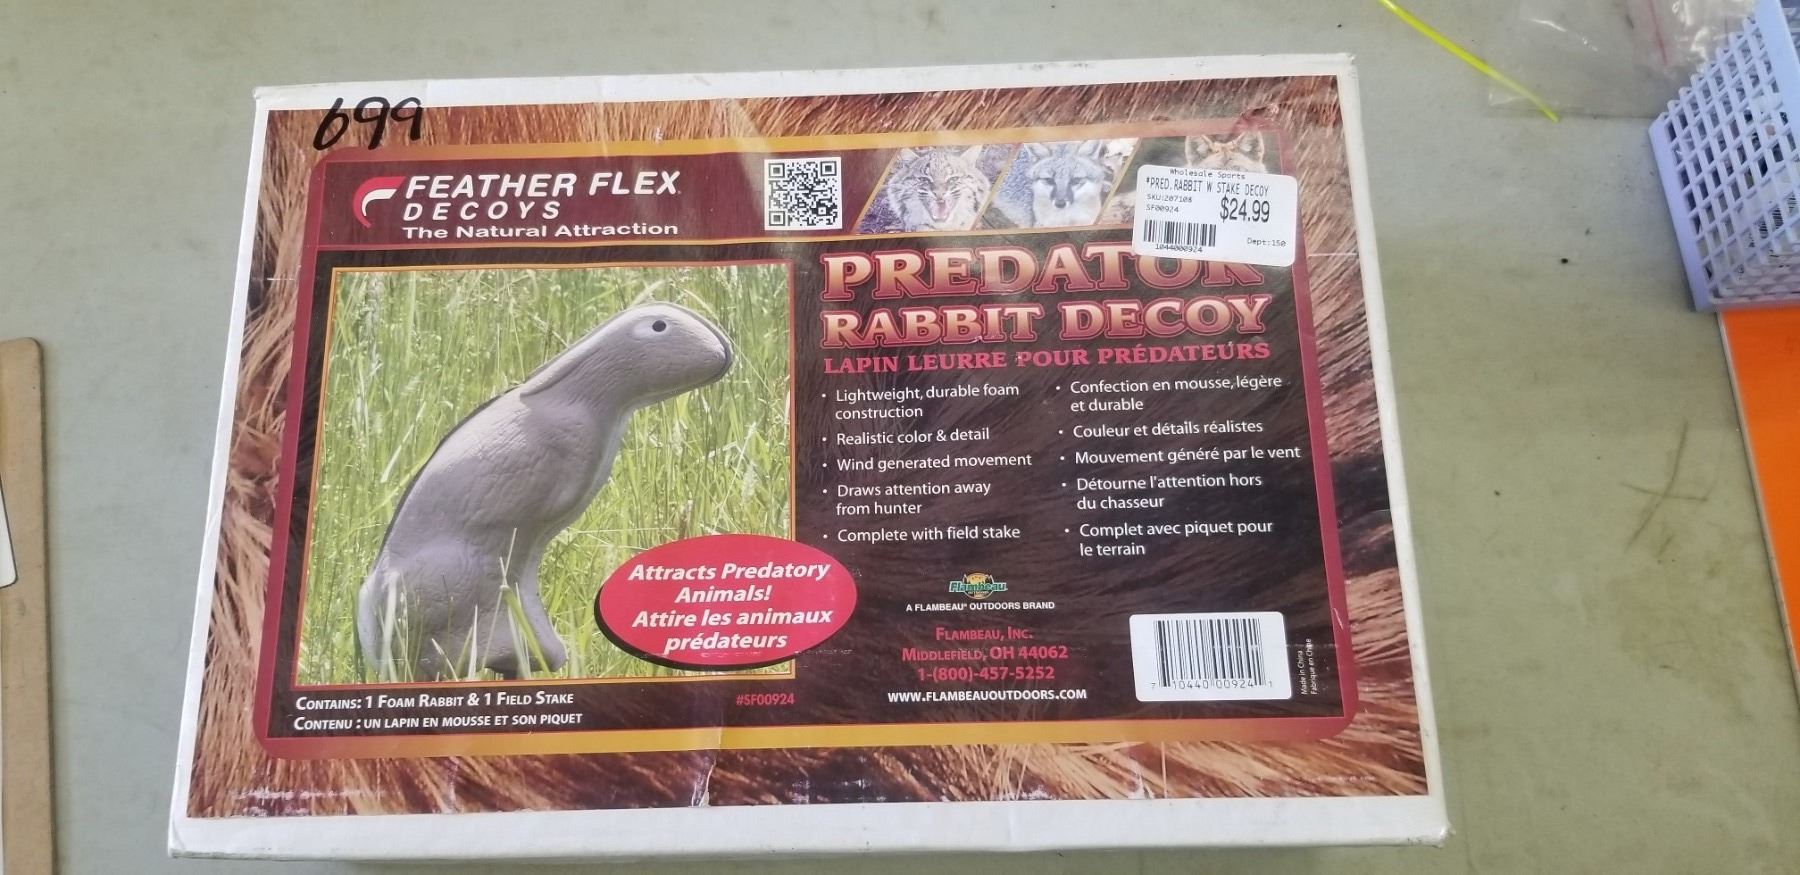 699
FEATHER FLEX
DECOYS
The Natural Attraction
Wholesale Sports
*PRED.RABBIT W STAKE DECOY
SKU:207108
SF00924
$24.99
1044000924
Dept:150
PREDATOR
RABBIT DECOY
LAPIN LEURRE POUR PRÉDATEURS
• Lightweight, durable foam
construction
• Realistic color & detail
• Wind generated movement
• Draws attention away
from hunter
• Complete with field stake
• Confection en mousse, légère
et durable
• Couleur et détails réalistes
• Mouvement généré par le vent
• Détourne l'attention hors
du chasseur
• Complet avec piquet pour
le terrain
Attracts Predatory
Animals!
Attire les animaux
prédateurs
Flambeau
A FLAMBEAU® OUTDOORS BRAND
FLAMBEAU, INC.
MIDDLEFIELD, OH 44062
1-(800)-457-5252
WWW.FLAMBEAUOUTDOORS.COM
CONTAINS: 1 FOAM RABBIT & 1 FIELD STAKE
CONTENU : UN LAPIN EN MOUSSE ET SON PIQUET
#SF00924
7 10440 00924 1
Made in China
Fabriqué en Chine